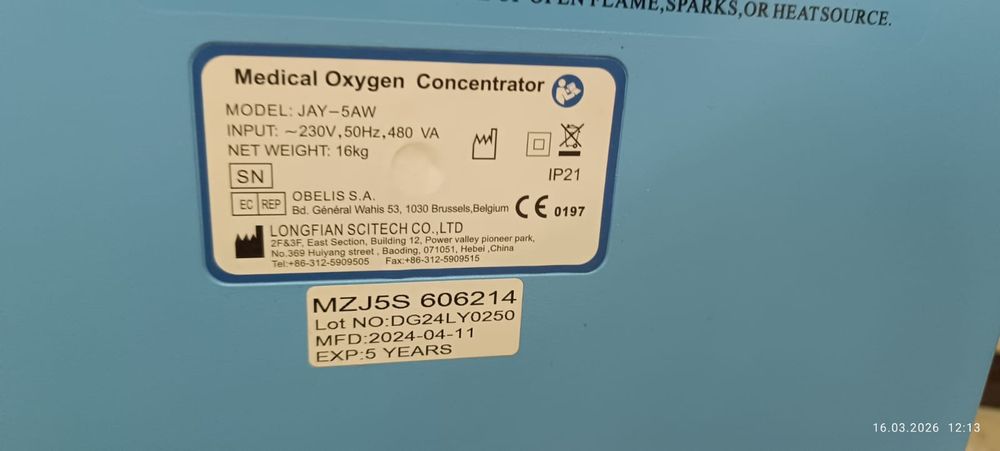 OPEN FLAME,SPARKS,OR HEATSOURCE.
Medical Oxygen Concentrator
MODEL: JAY-5AW
INPUT: ~230V,50Hz,480 VA
NET WEIGHT: 16kg
SN
IP21
EC REP
OBELIS S.A.
Bd. Général Wahis 53, 1030 Brussels,Belgium
CE 0197
LONGFIAN SCITECH CO.,LTD
2F&3F, East Section, Building 12, Power valley pioneer park,
No.369 Huiyang street , Baoding, 071051, Hebei ,China
Tel:+86-312-5909505 Fax:+86-312-5909515
MZJ5S 606214
Lot NO:DG24LY0250
MFD:2024-04-11
EXP:5 YEARS
16.03.2026 12:13